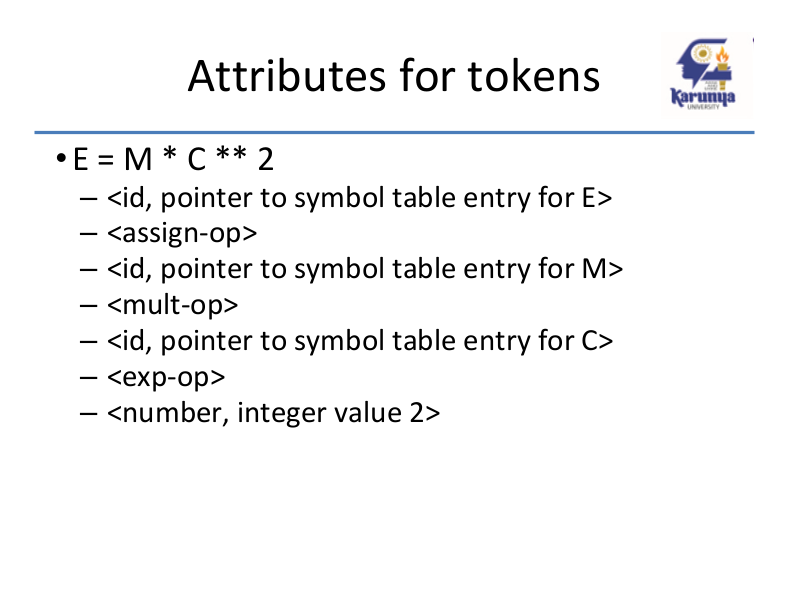 Attributes for tokens
Karunya
UNIVERSITY
• E = M * C ** 2
– <id, pointer to symbol table entry for E>
– <assign-op>
– <id, pointer to symbol table entry for M>
– <mult-op>
– <id, pointer to symbol table entry for C>
– <exp-op>
– <number, integer value 2>